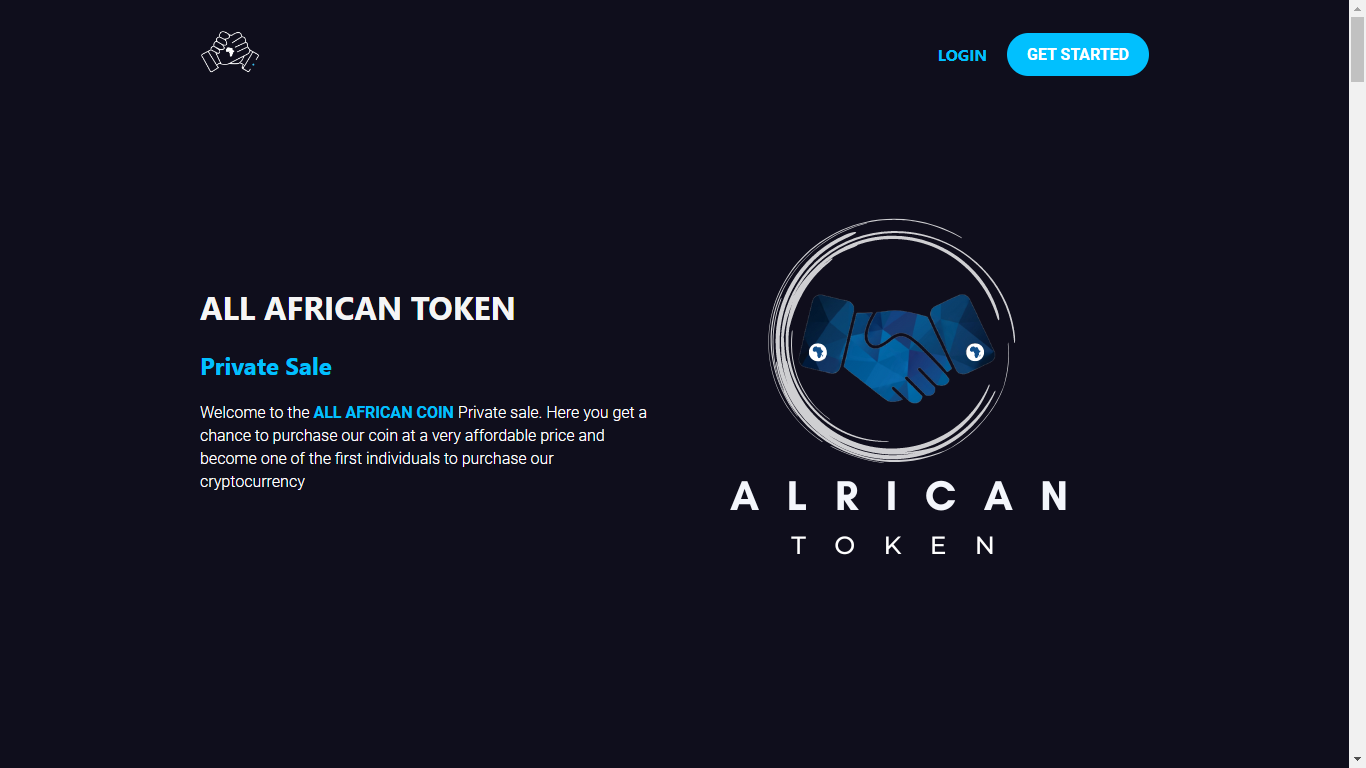 LOGIN
GET STARTED
ALL AFRICAN TOKEN
Private Sale
Welcome to the ALL AFRICAN COIN Private sale. Here you get a
chance to purchase our coin at a very affordable price and
become one of the first individuals to purchase our
cryptocurrency
ALRICAN
TOKEN